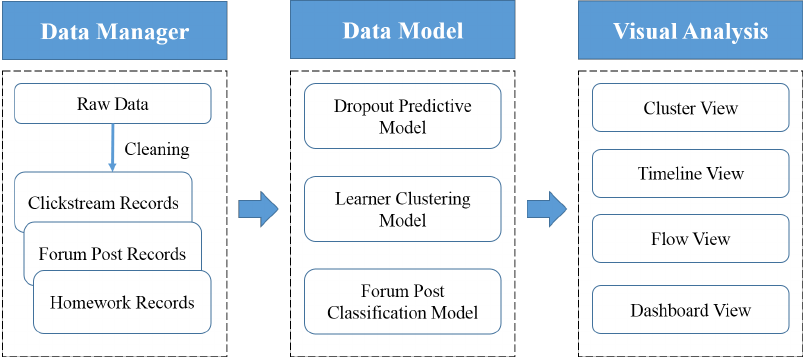 Data Manager
Raw Data
Cleaning
Clickstream Records
Forum Post Records
Homework Records
Data Model
Dropout Predictive
Model
Learner Clustering
Model
Forum Post
Classification Model
Visual Analysis
Cluster View
Timeline View
Flow View
Dashboard View